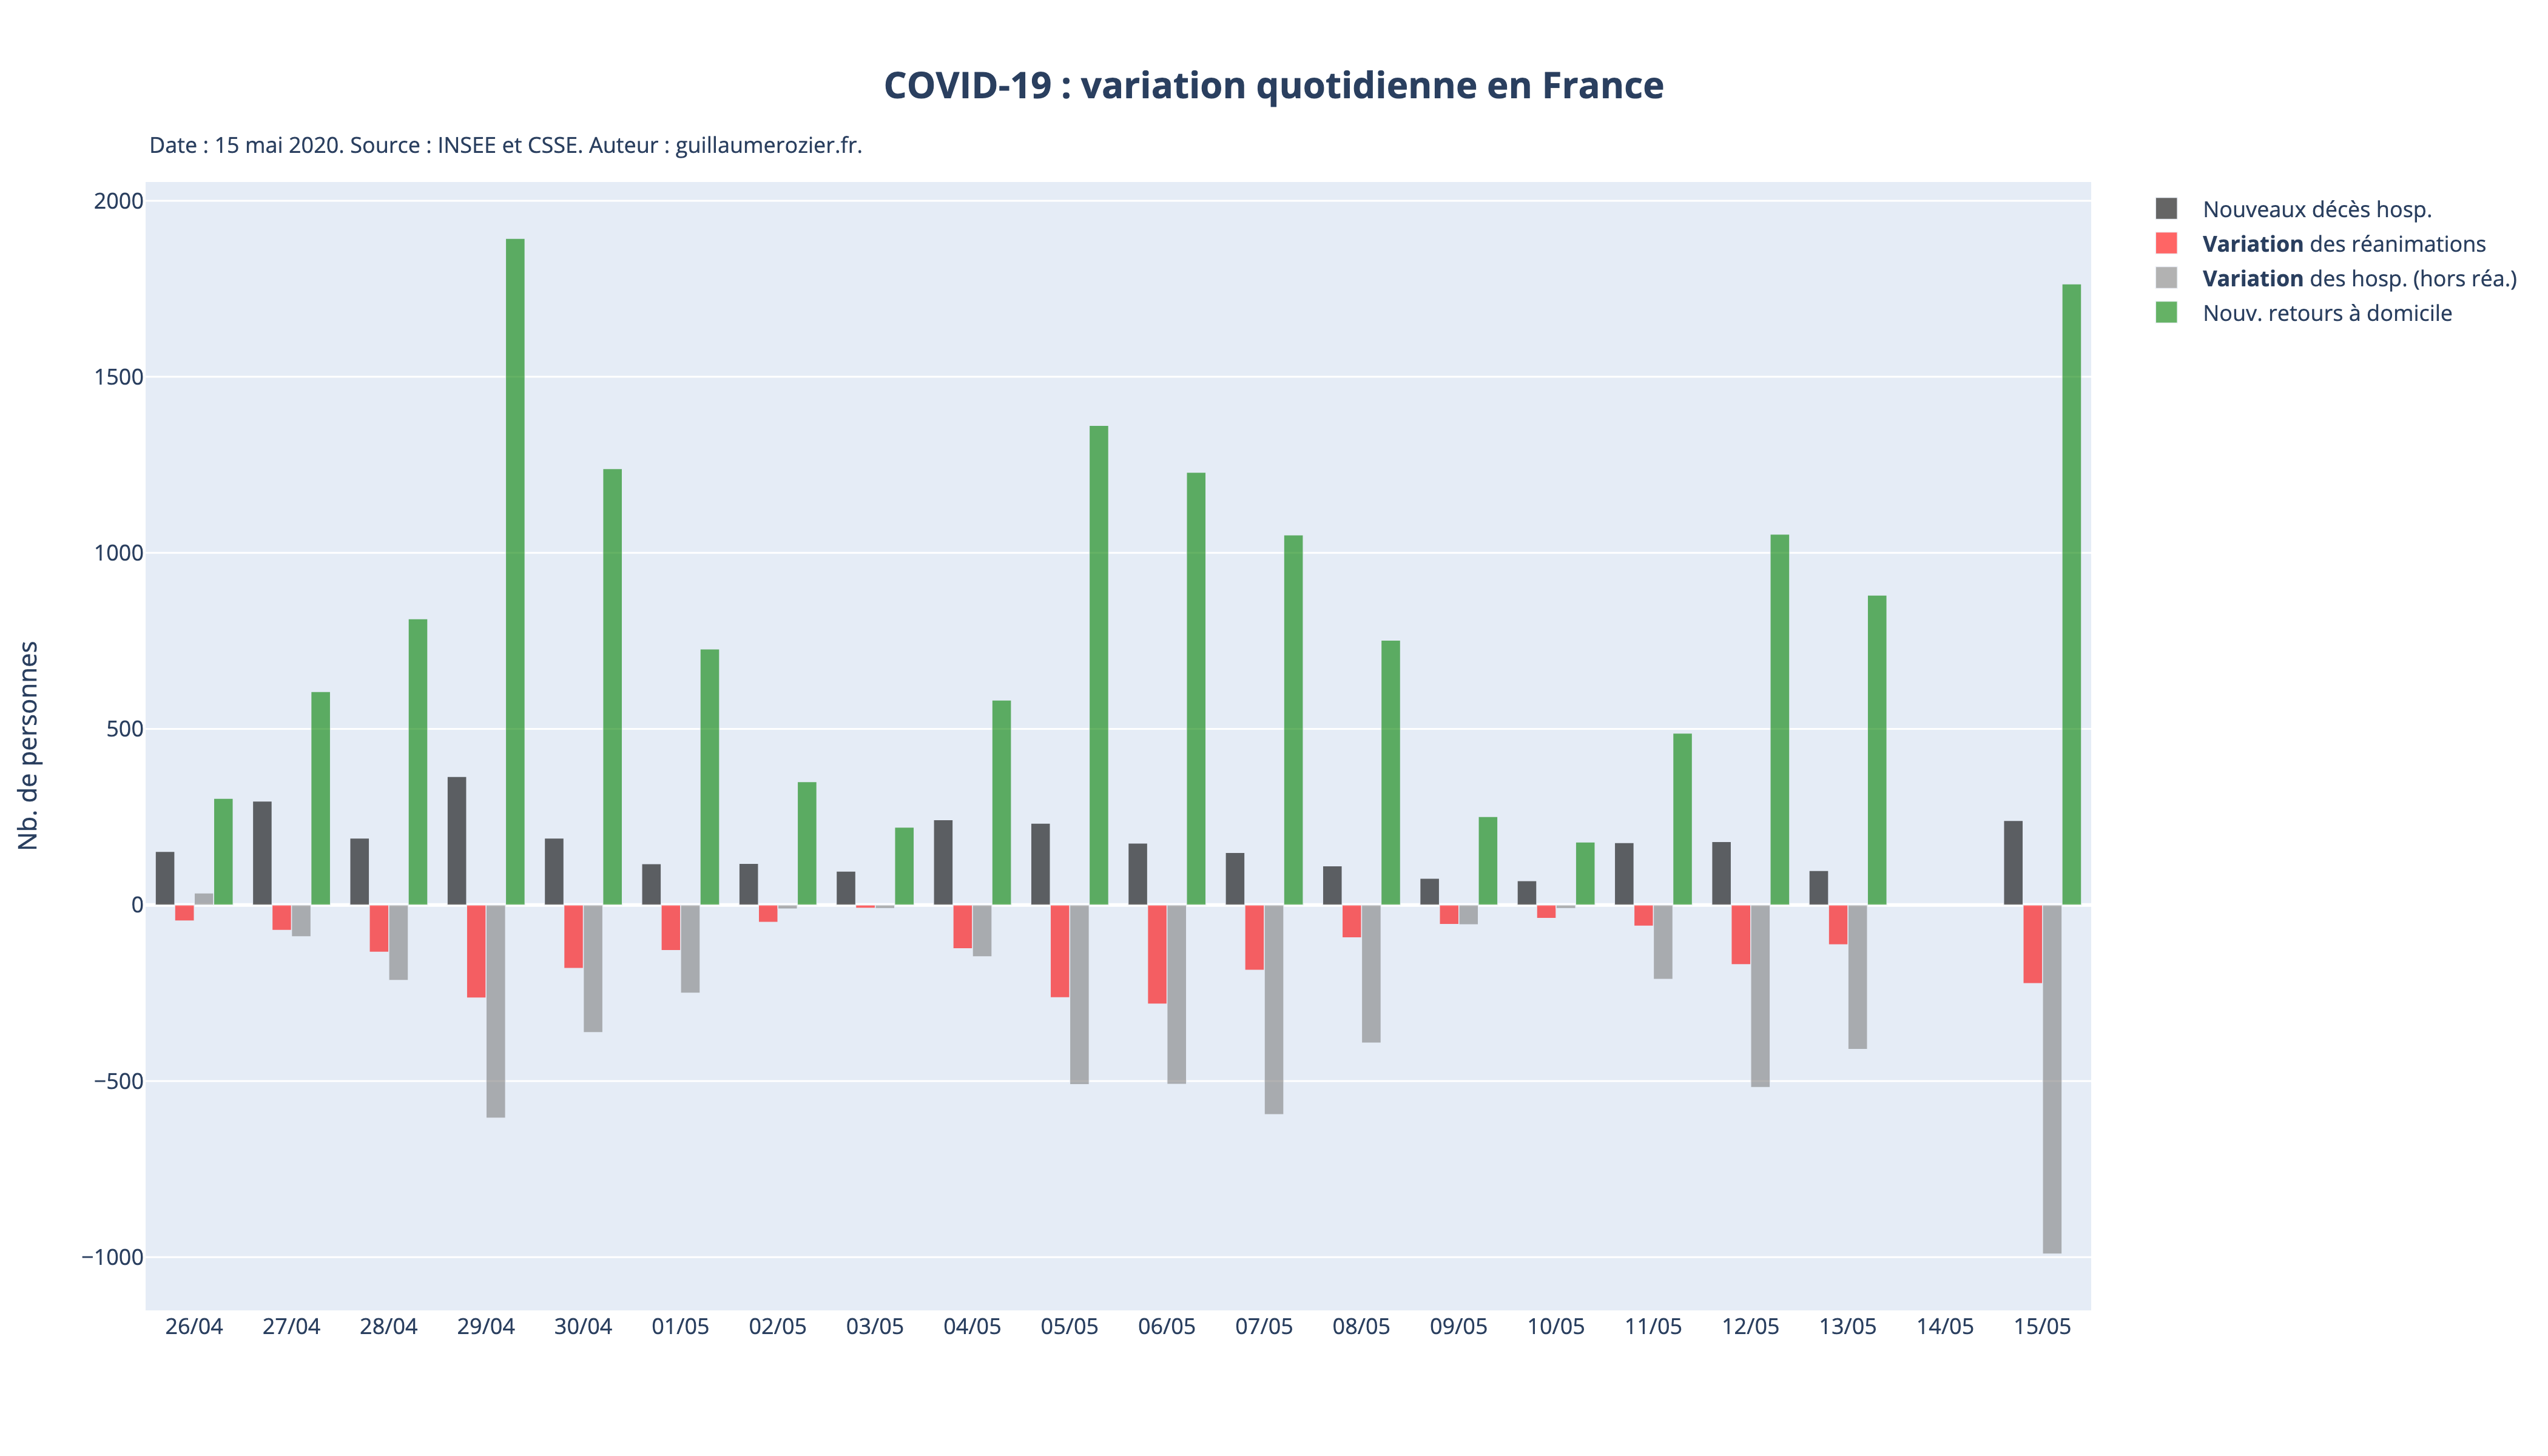 COVID-19 : variation quotidienne en France
Date : 15 mai 2020. Source : INSEE et CSSE. Auteur : guillaumerozier.fr.
Nouveaux décès hosp.
Variation des réanimations
Variation des hosp. (hors réa.)
Nouv. retours à domicile
Nb. de personnes
2000
1500
1000
500
0
−500
−1000
26/04 27/04 28/04 29/04 30/04 01/05 02/05 03/05 04/05 05/05 06/05 07/05 08/05 09/05 10/05 11/05 12/05 13/05 14/05 15/05